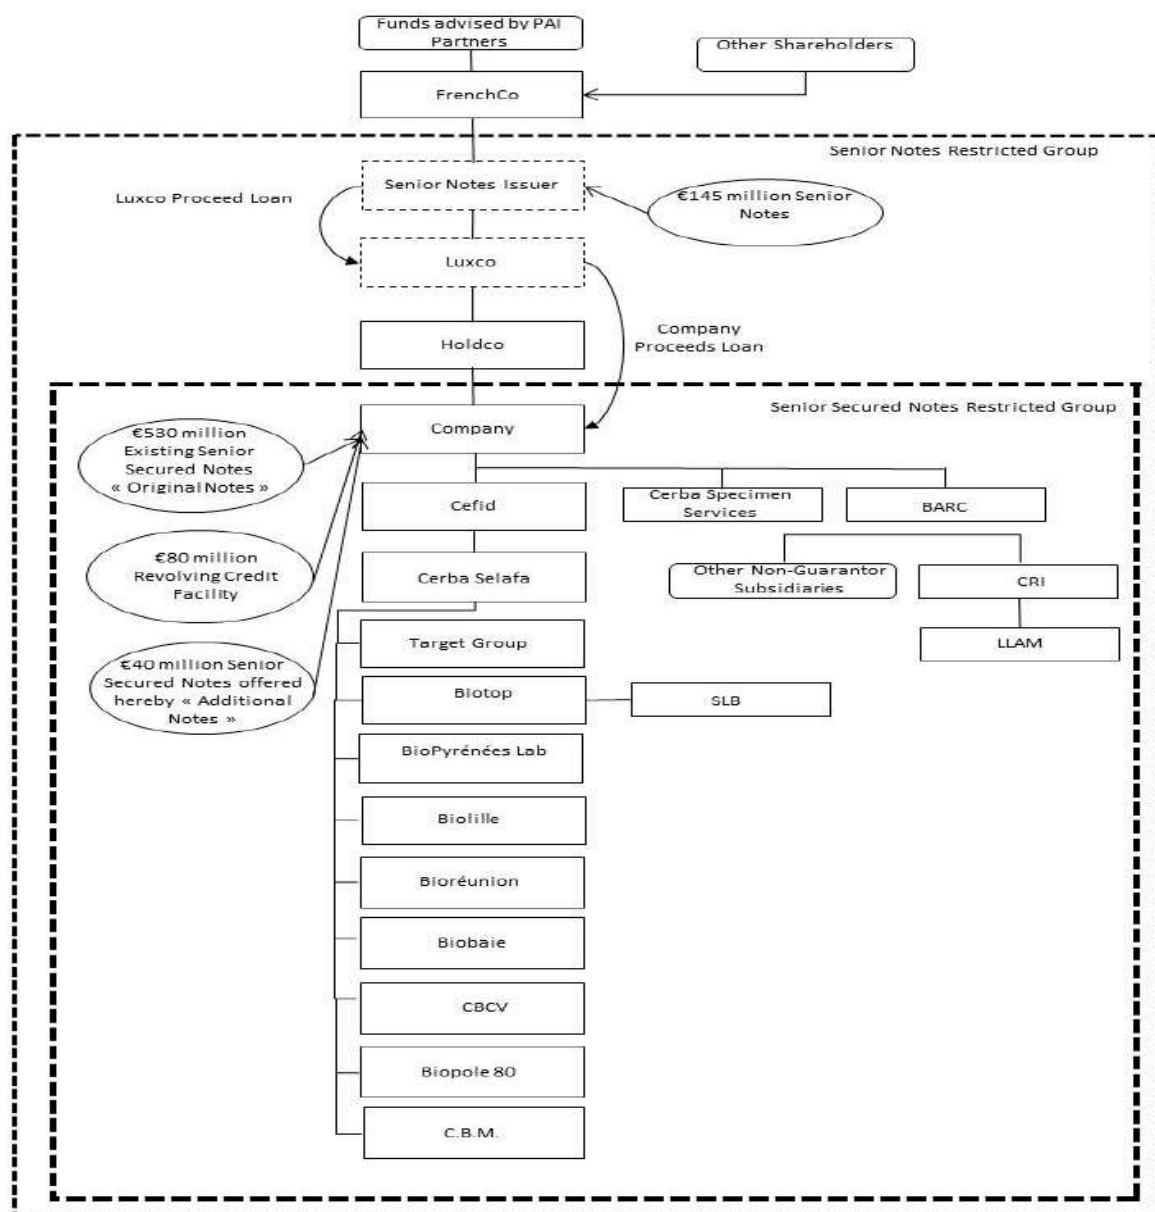 Funds advised by PAI
Partners
Other Shareholders
FrenchCo
Senior Notes Restricted Group
Senior Notes Issuer
Luxco Proceed Loan
€145 million Senior
Notes
Luxco
Company
Proceeds Loan
Holdco
Senior Secured Notes Restricted Group
Company
€530 million
Existing Senior
Secured Notes
« Original Notes »
Cefid
Cerba Specimen
Services
BARC
€80 million
Revolving Credit
Facility
Cerba Selafa
Other Non-Guarantor
Subsidiaries
CRI
Target Group
LLAM
€40 million Senior
Secured Notes offered
hereby « Additional
Notes »
Biotop
SLB
BioPyrénées Lab
Biolille
Bioréunion
Biobaie
CBCV
Biopole 80
C.B.M.